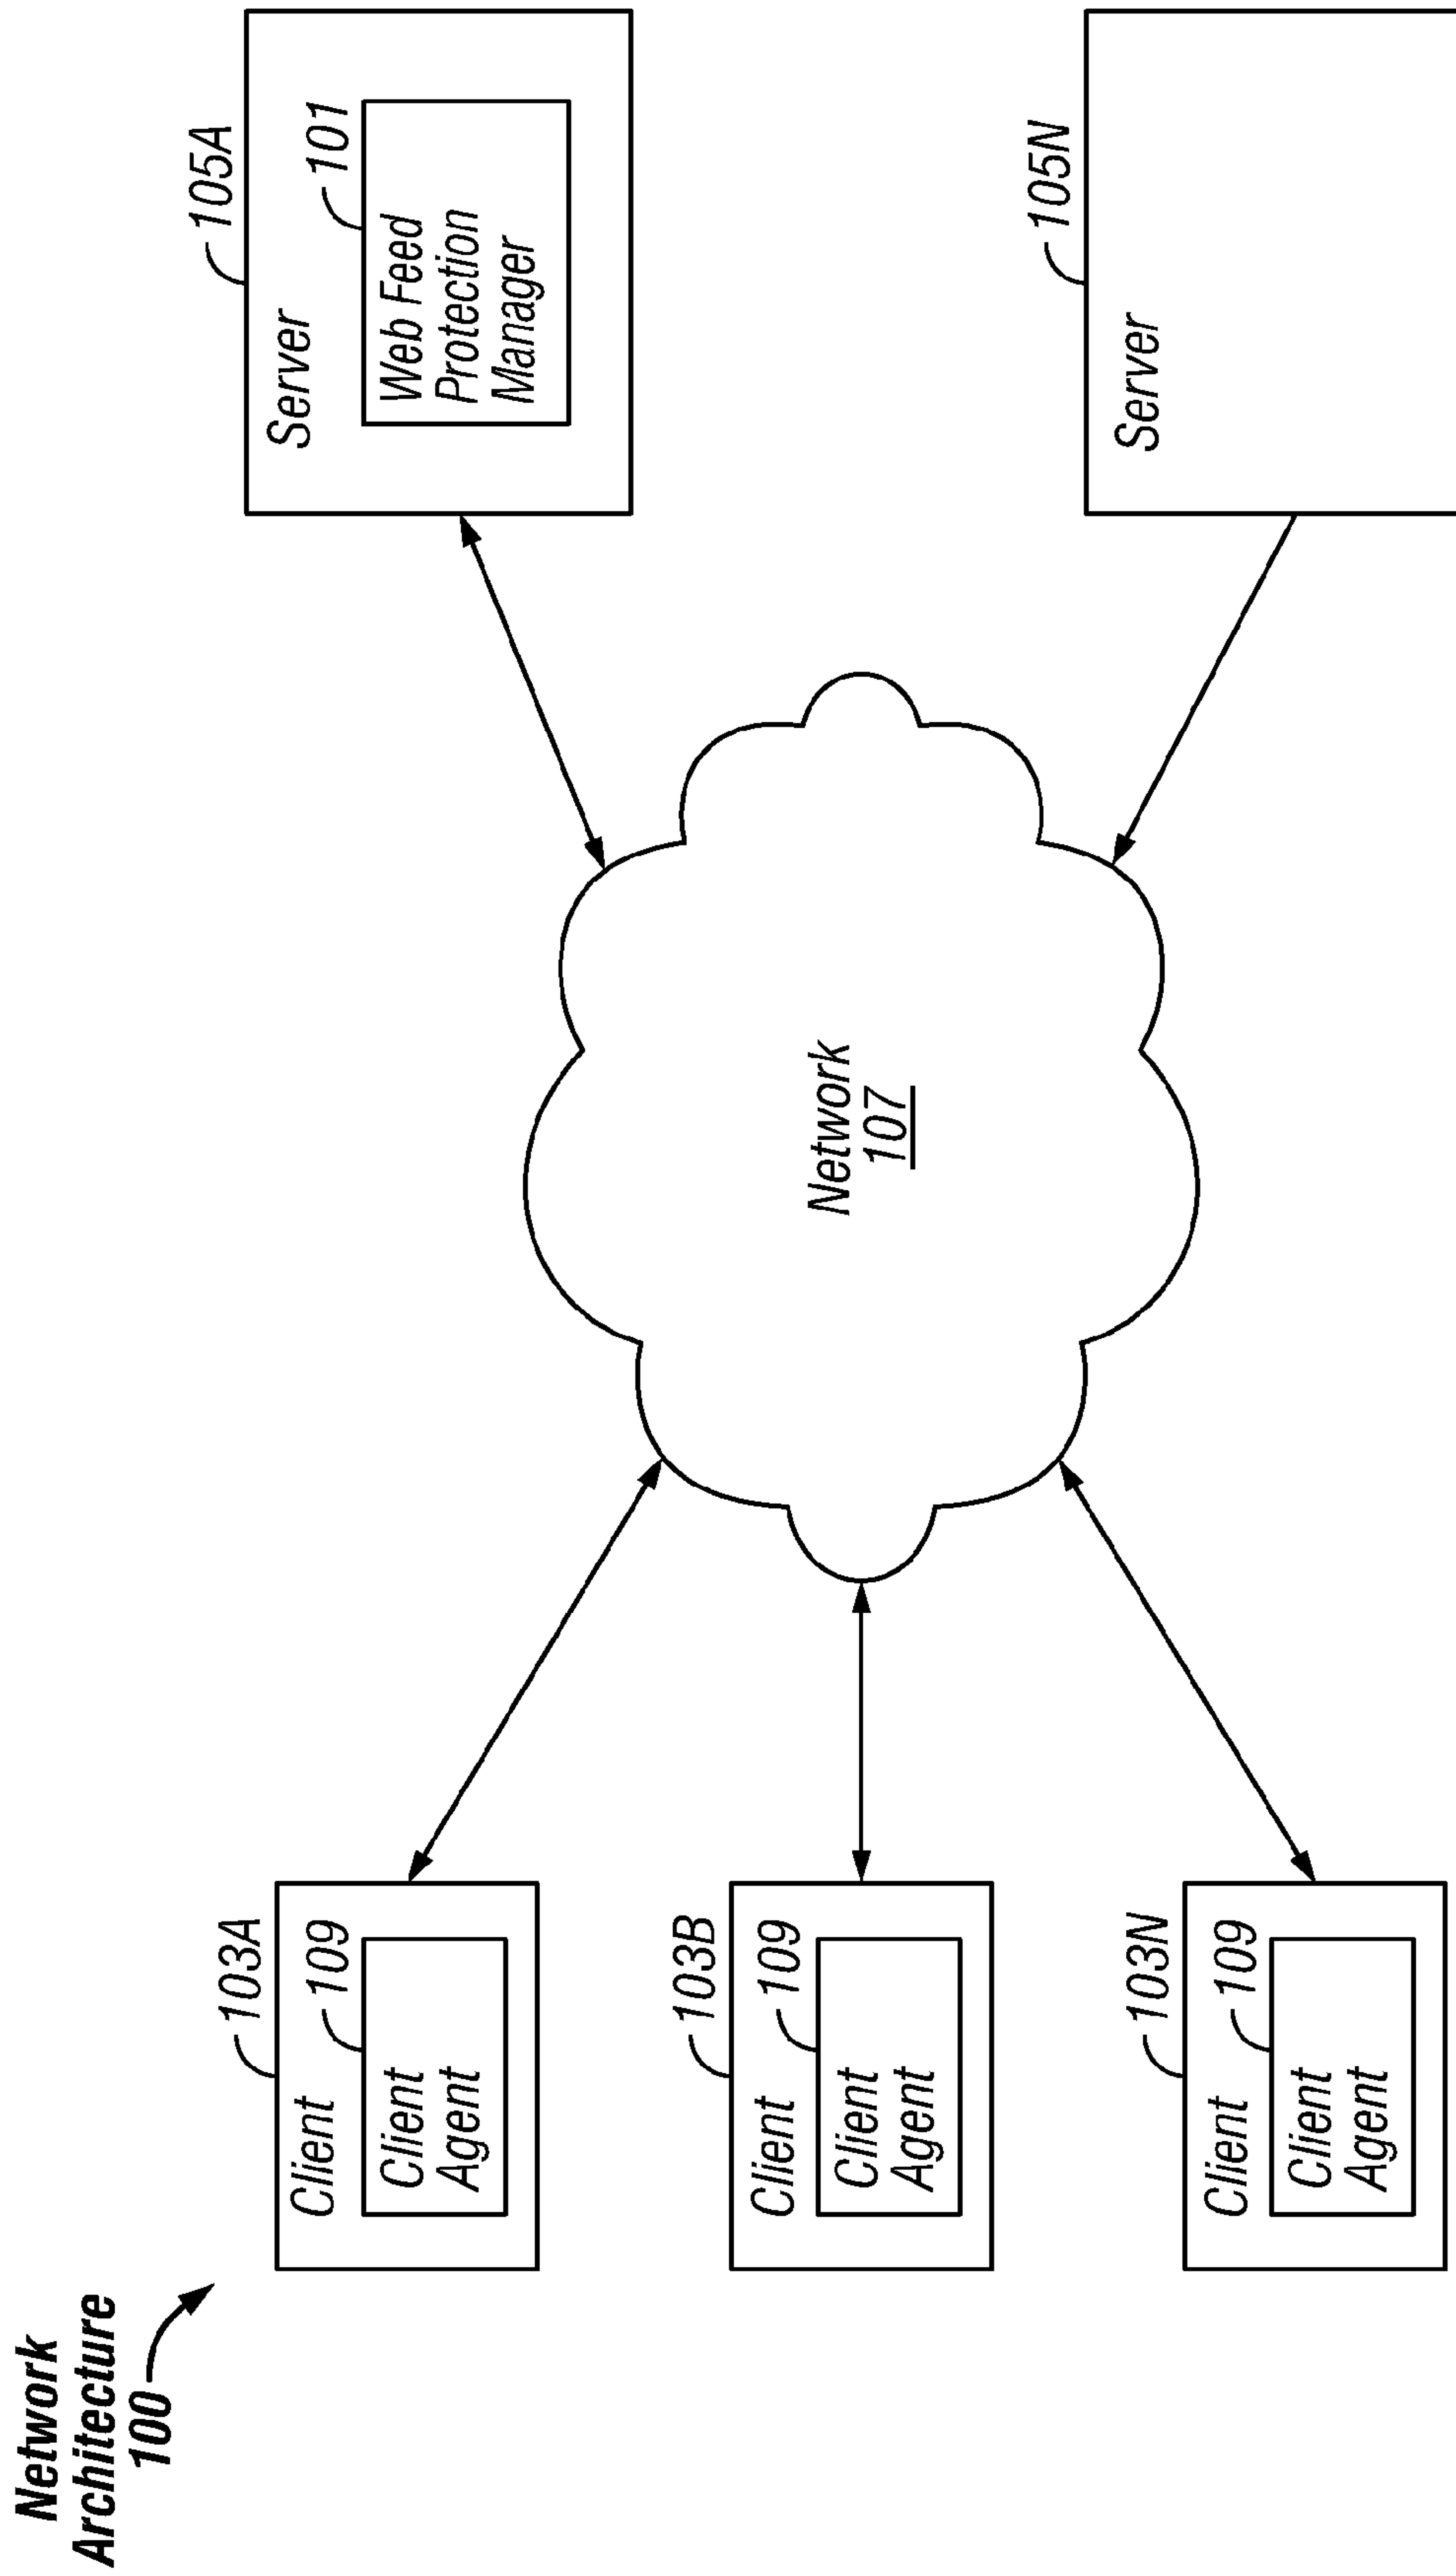 Network
Architecture
100
103A
Client
109
Client
Agent
103B
Client
109
Client
Agent
103N
Client
109
Client
Agent
Network
107
105A
Server
101
Web Feed
Protection
Manager
105N
Server